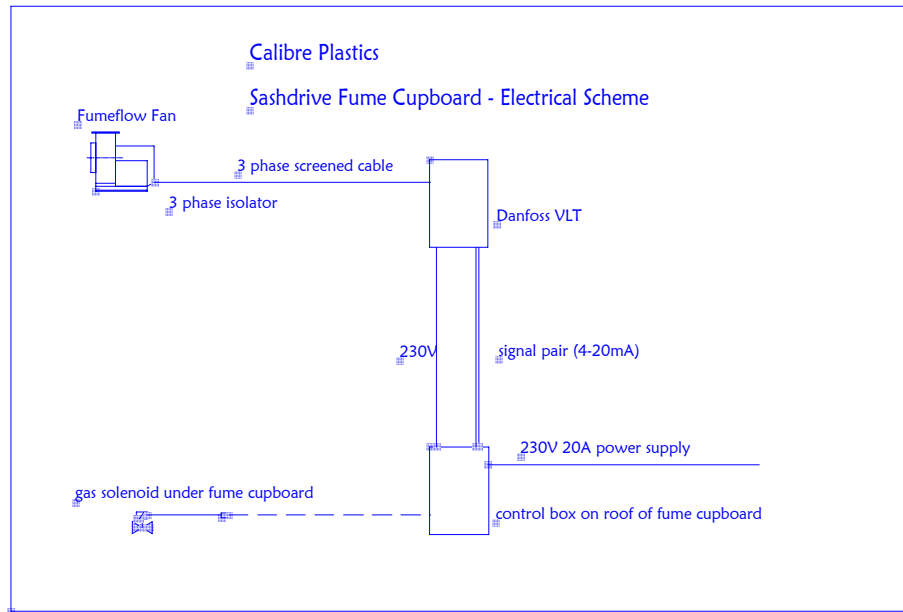 Calibre Plastics
Sashdrive Fume Cupboard - Electrical Scheme
Fumeflow Fan
3 phase screened cable
3 phase isolator
Danfoss VLT
230V
signal pair (4-20mA)
230V 20A power supply
gas solenoid under fume cupboard
control box on roof of fume cupboard